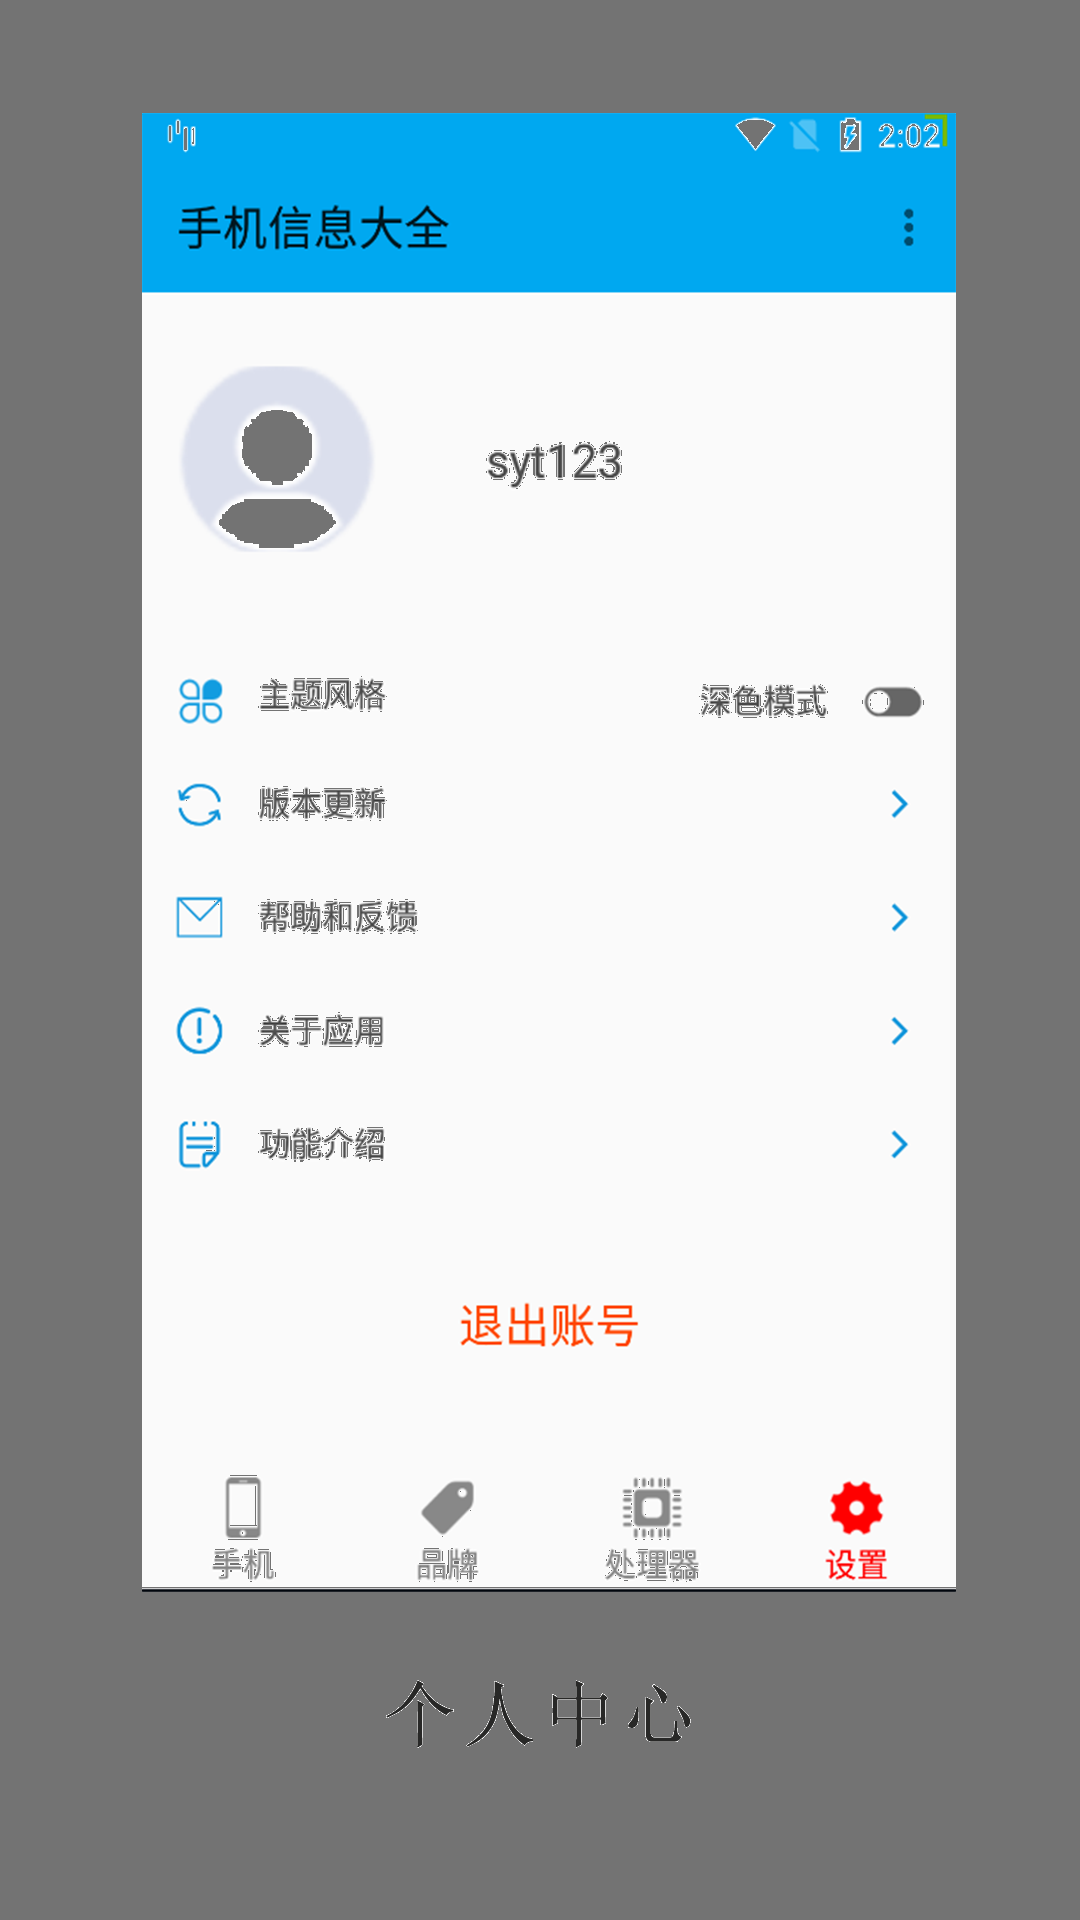 2:02
手机信息大全
syt123
主题风格 深色模式
版本更新
帮助和反馈
关于应用
功能介绍
退出账号
手机 品牌 处理器 设置
个人中心